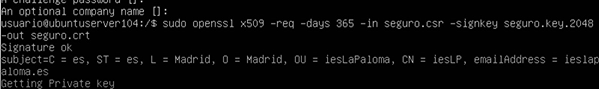 A challenge password []:
An optional company name []:
usuario@ubuntuserver104:/$ sudo openssl x509 -req -days 365 -in seguro.csr -signkey seguro.key.2048
-out seguro.crt
Signature ok
subject=C = es, ST = es, L = Madrid, O = Madrid, OU = iesLaPaloma, CN = iesLP, emailAddress = ieslap
aloma.es
Getting Private key